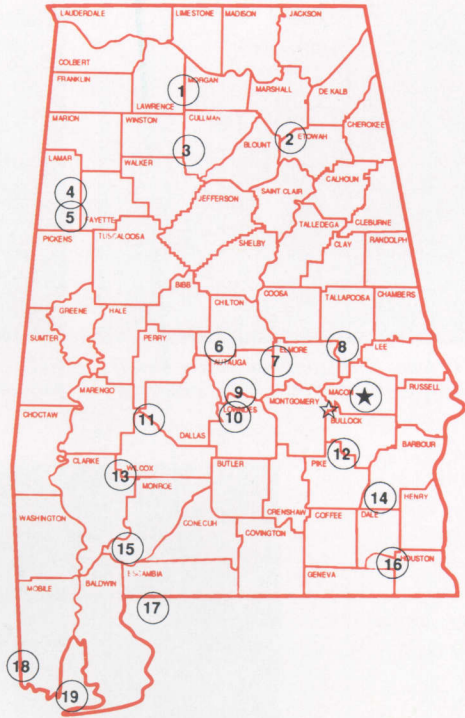 LAUDERDALE
LIMESTONE
MADISON
JACKSON
COLBERT
FRANKLIN
LAWRENCE
1
MORGAN
MARSHALL
DE KALB
MARION
WINSTON
CULLMAN
BLOUNT
2
ETOWAH
CHEROKEE
3
LAMAR
WALKER
4
5
FAYETTE
JEFFERSON
SAINT CLAIR
CALHOUN
PICKENS
TUSCALOOSA
SHELBY
TALLEDEGA
CLEBURNE
CLAY
RANDOLPH
BIBB
GREENE
HALE
CHILTON
COOSA
TALLAPOOSA
CHAMBERS
SUMTER
PERRY
6
AUTAUGA
7
ELMORE
8
LEE
MARENGO
9
MACON
RUSSELL
CHOCTAW
11
DALLAS
10
LOWNDES
MONTGOMERY
BULLOCK
BARBOUR
CLARKE
13
WILCOX
BUTLER
PIKE
12
MONROE
14
HENRY
WASHINGTON
CONECUH
CRENSHAW
COFFEE
DALE
COVINGTON
15
ESCAMBIA
GENEVA
16
HOUSTON
MOBILE
BALDWIN
17
18
19